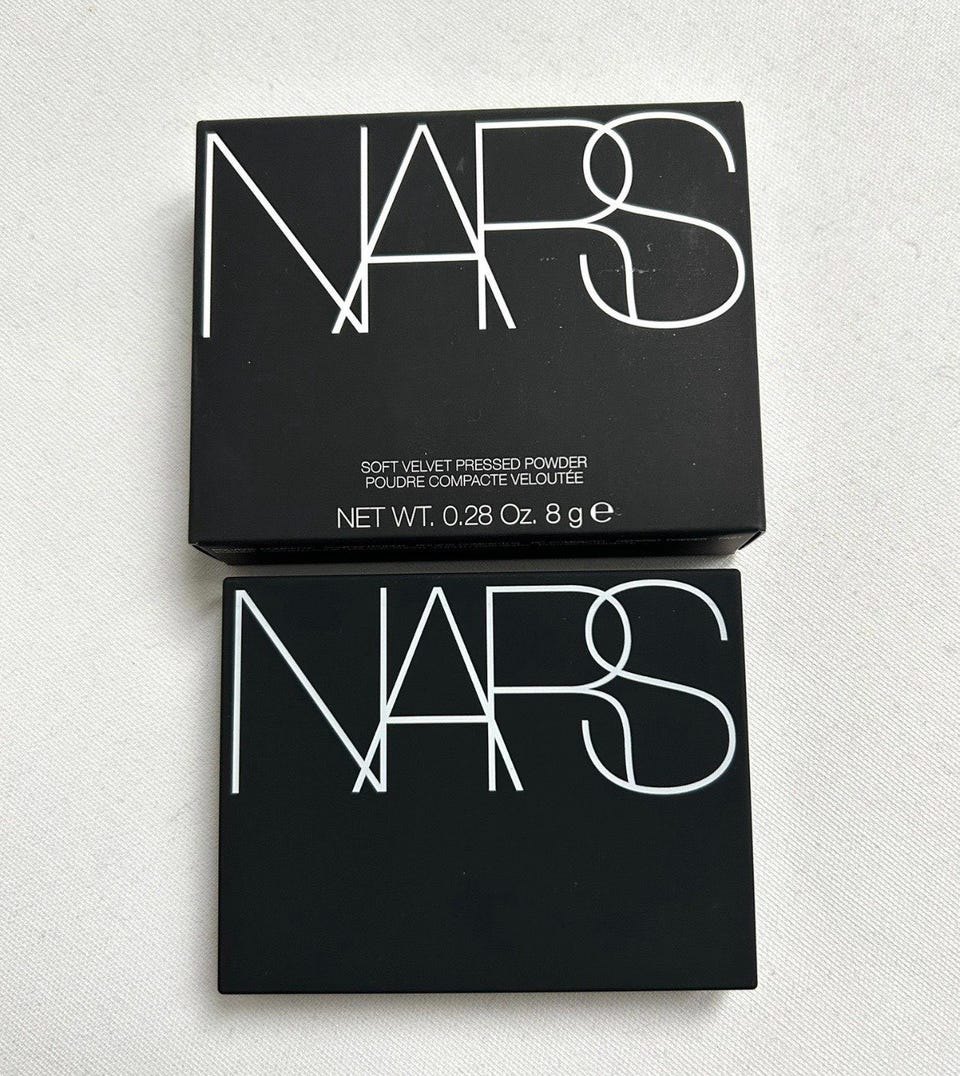 NARS
SOFT VELVET PRESSED POWDER
POUDRE COMPACTE VELOUTÉE
NET WT. 0.28 Oz. 8 g ℮
NARS